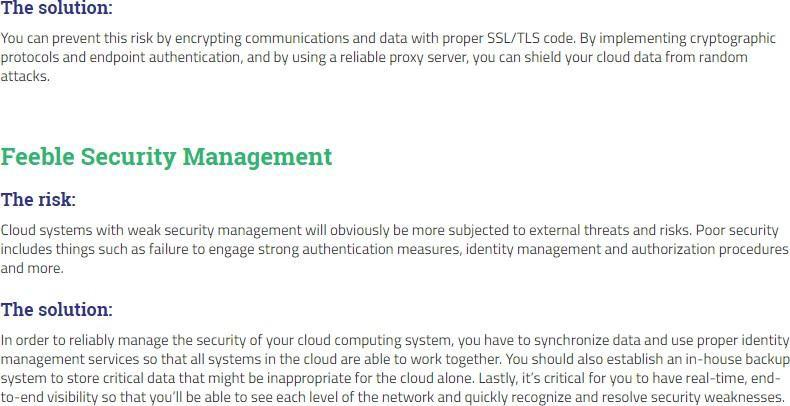 The solution:
You can prevent this risk by encrypting communications and data with proper SSL/TLS code. By implementing cryptographic
protocols and endpoint authentication, and by using a reliable proxy server, you can shield your cloud data from random
attacks.
Feeble Security Management
The risk:
Cloud systems with weak security management will obviously be more subjected to external threats and risks. Poor security
includes things such as failure to engage strong authentication measures, identity management and authorization procedures
and more.
The solution:
In order to reliably manage the security of your cloud computing system, you have to synchronize data and use proper identity
management services so that all systems in the cloud are able to work together. You should also establish an in-house backup
system to store critical data that might be inappropriate for the cloud alone. Lastly, it's critical for you to have real-time, end-
to-end visibility so that you'll be able to see each level of the network and quickly recognize and resolve security weaknesses.